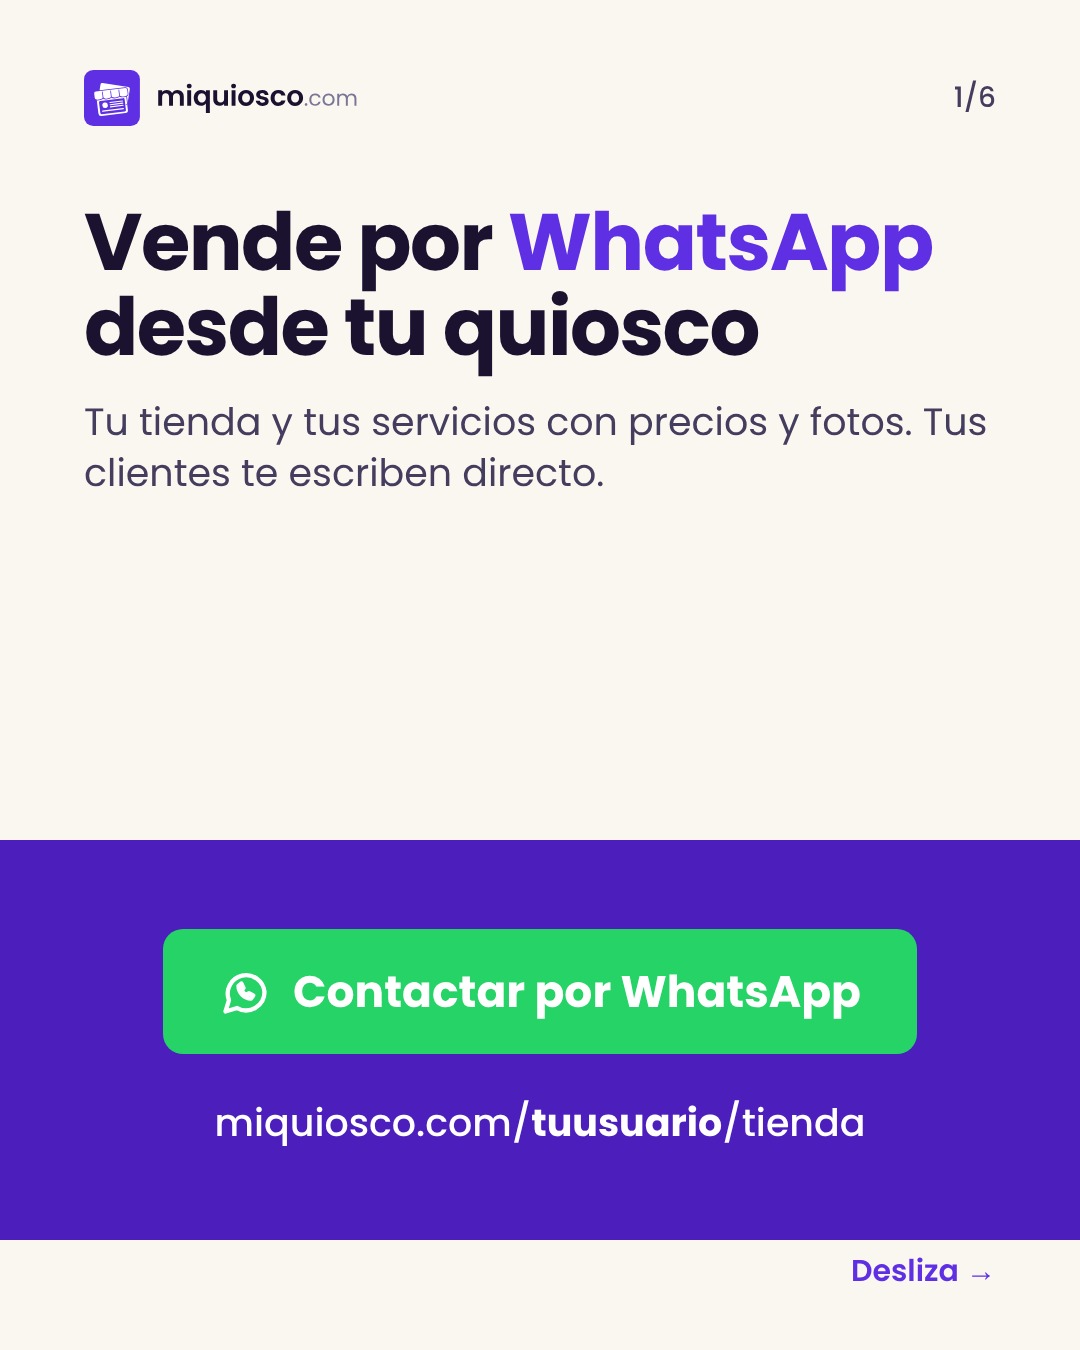 miquiosco.com
1/6
Vende por WhatsApp
desde tu quiosco
Tu tienda y tus servicios con precios y fotos. Tus
clientes te escriben directo.
Contactar por WhatsApp
miquiosco.com/tuusuario/tienda
Desliza →